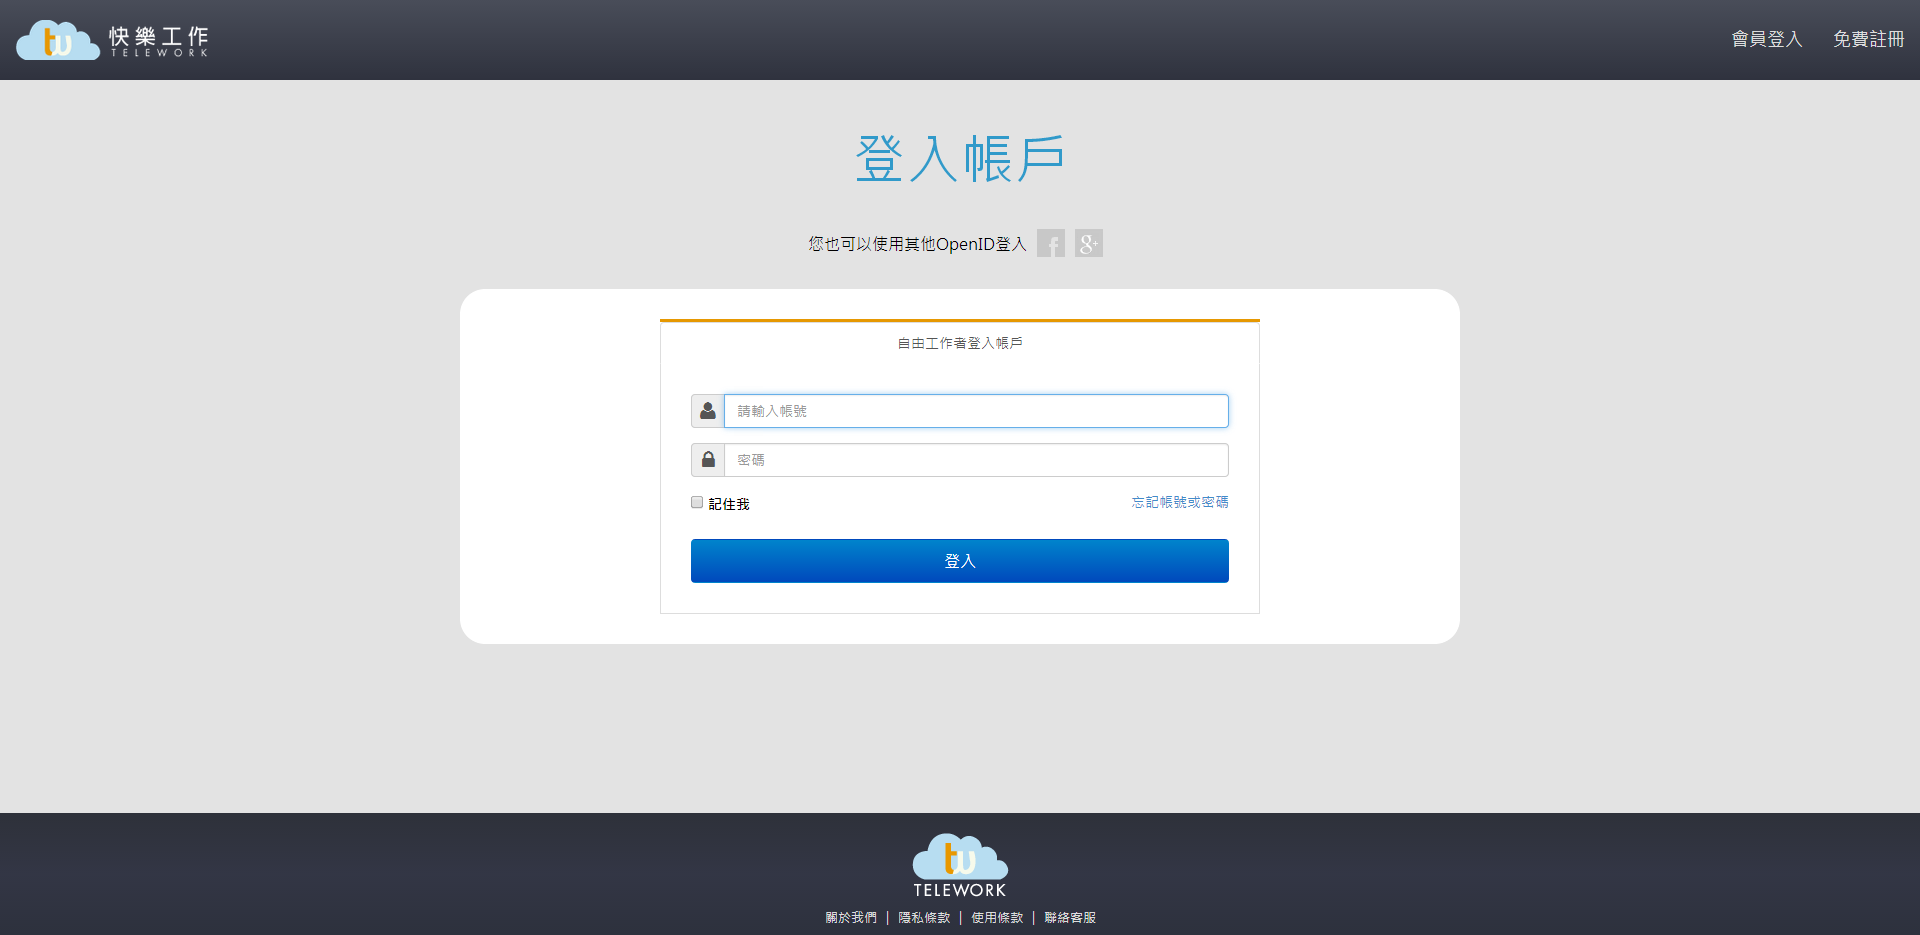 tw 快樂工作
TELEWORK
會員登入 免費註冊
登入帳戶
您也可以使用其他OpenID登入 f g+
自由工作者登入帳戶
請輸入帳號
密碼
記住我 忘記帳號或密碼
登入
tw
TELEWORK
關於我們 | 隱私條款 | 使用條款 | 聯絡客服